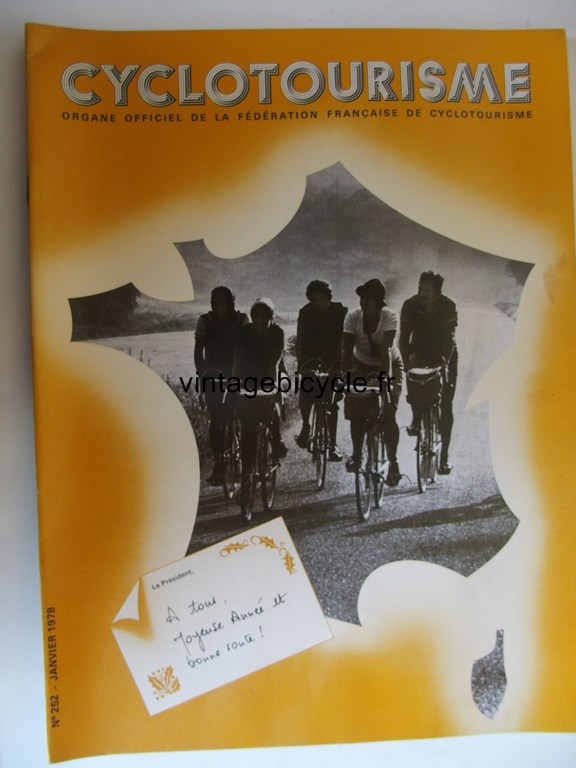 CYCLOTOURISME
ORGANE OFFICIEL DE LA FÉDÉRATION FRANÇAISE DE CYCLOTOURISME
vintagebicycle.fr
Le Président,
A tous,
Joyeuse Année et
bonne route !
N° 252 - JANVIER 1978